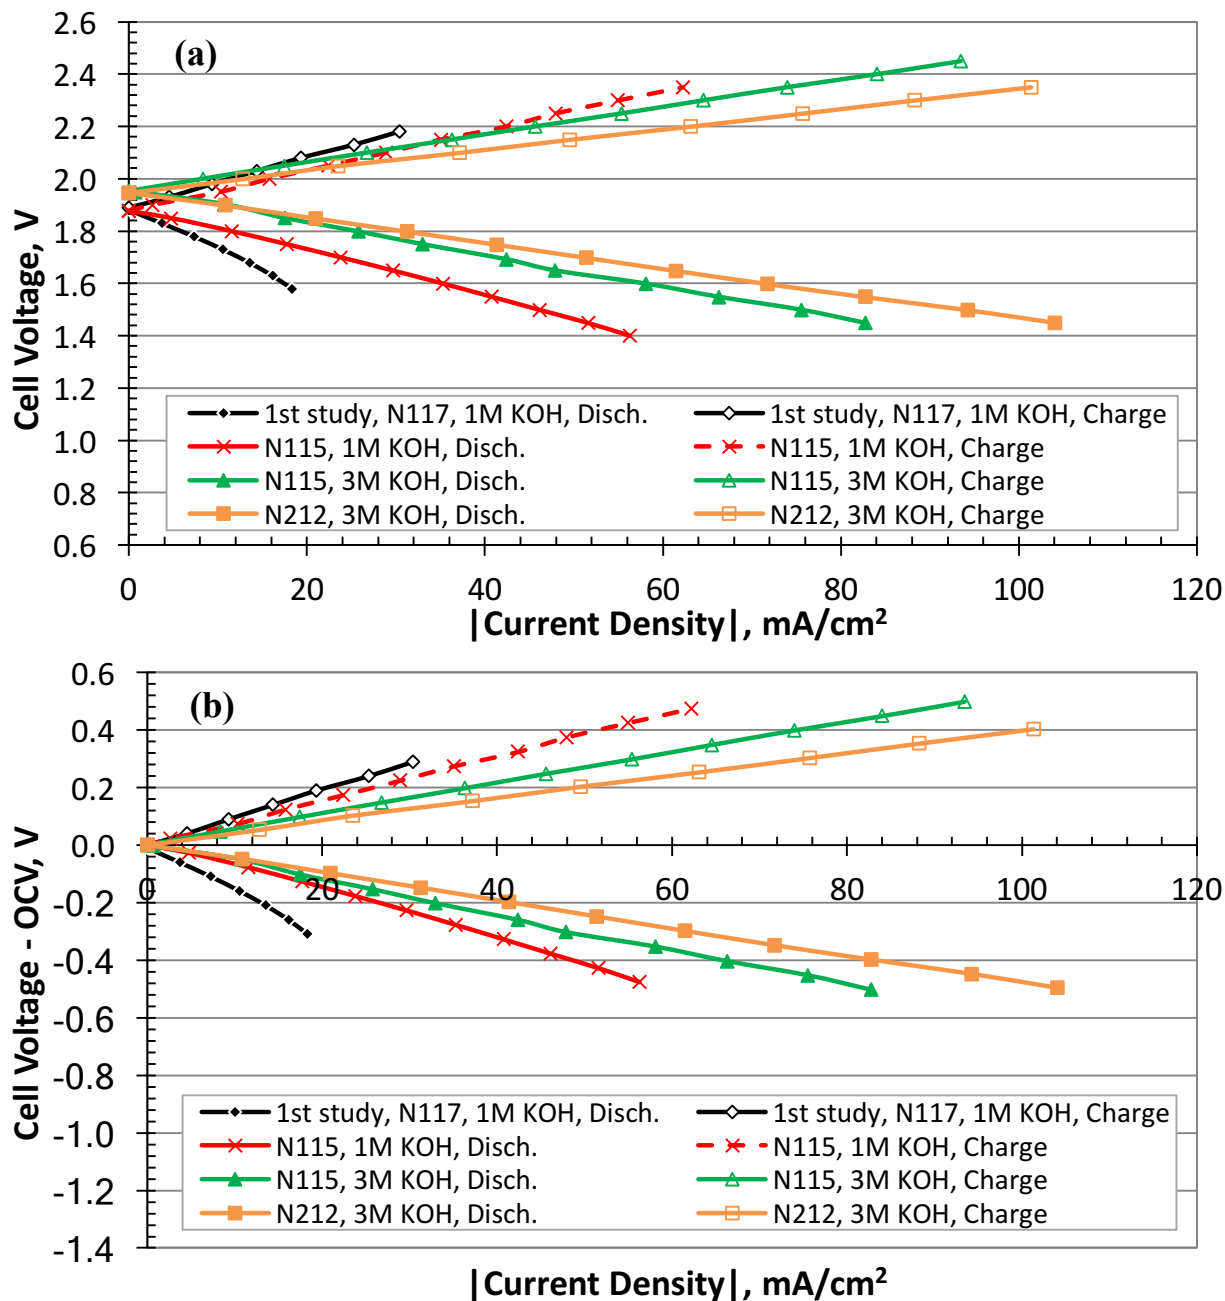 (a)
2.6
2.4
2.2
2.0
1.8
1.6
1.4
1.2
1.0
0.8
0.6
Cell Voltage, V
1st study, N117, 1M KOH, Disch.
1st study, N117, 1M KOH, Charge
N115, 1M KOH, Disch.
N115, 1M KOH, Charge
N115, 3M KOH, Disch.
N115, 3M KOH, Charge
N212, 3M KOH, Disch.
N212, 3M KOH, Charge
0 20 40 60 80 100 120
|Current Density|, mA/cm²
(b)
0.6
0.4
0.2
0.0
-0.2
-0.4
-0.6
-0.8
-1.0
-1.2
-1.4
Cell Voltage - OCV, V
0 20 40 60 80 100 120
1st study, N117, 1M KOH, Disch.
1st study, N117, 1M KOH, Charge
N115, 1M KOH, Disch.
N115, 1M KOH, Charge
N115, 3M KOH, Disch.
N115, 3M KOH, Charge
N212, 3M KOH, Disch.
N212, 3M KOH, Charge
|Current Density|, mA/cm²